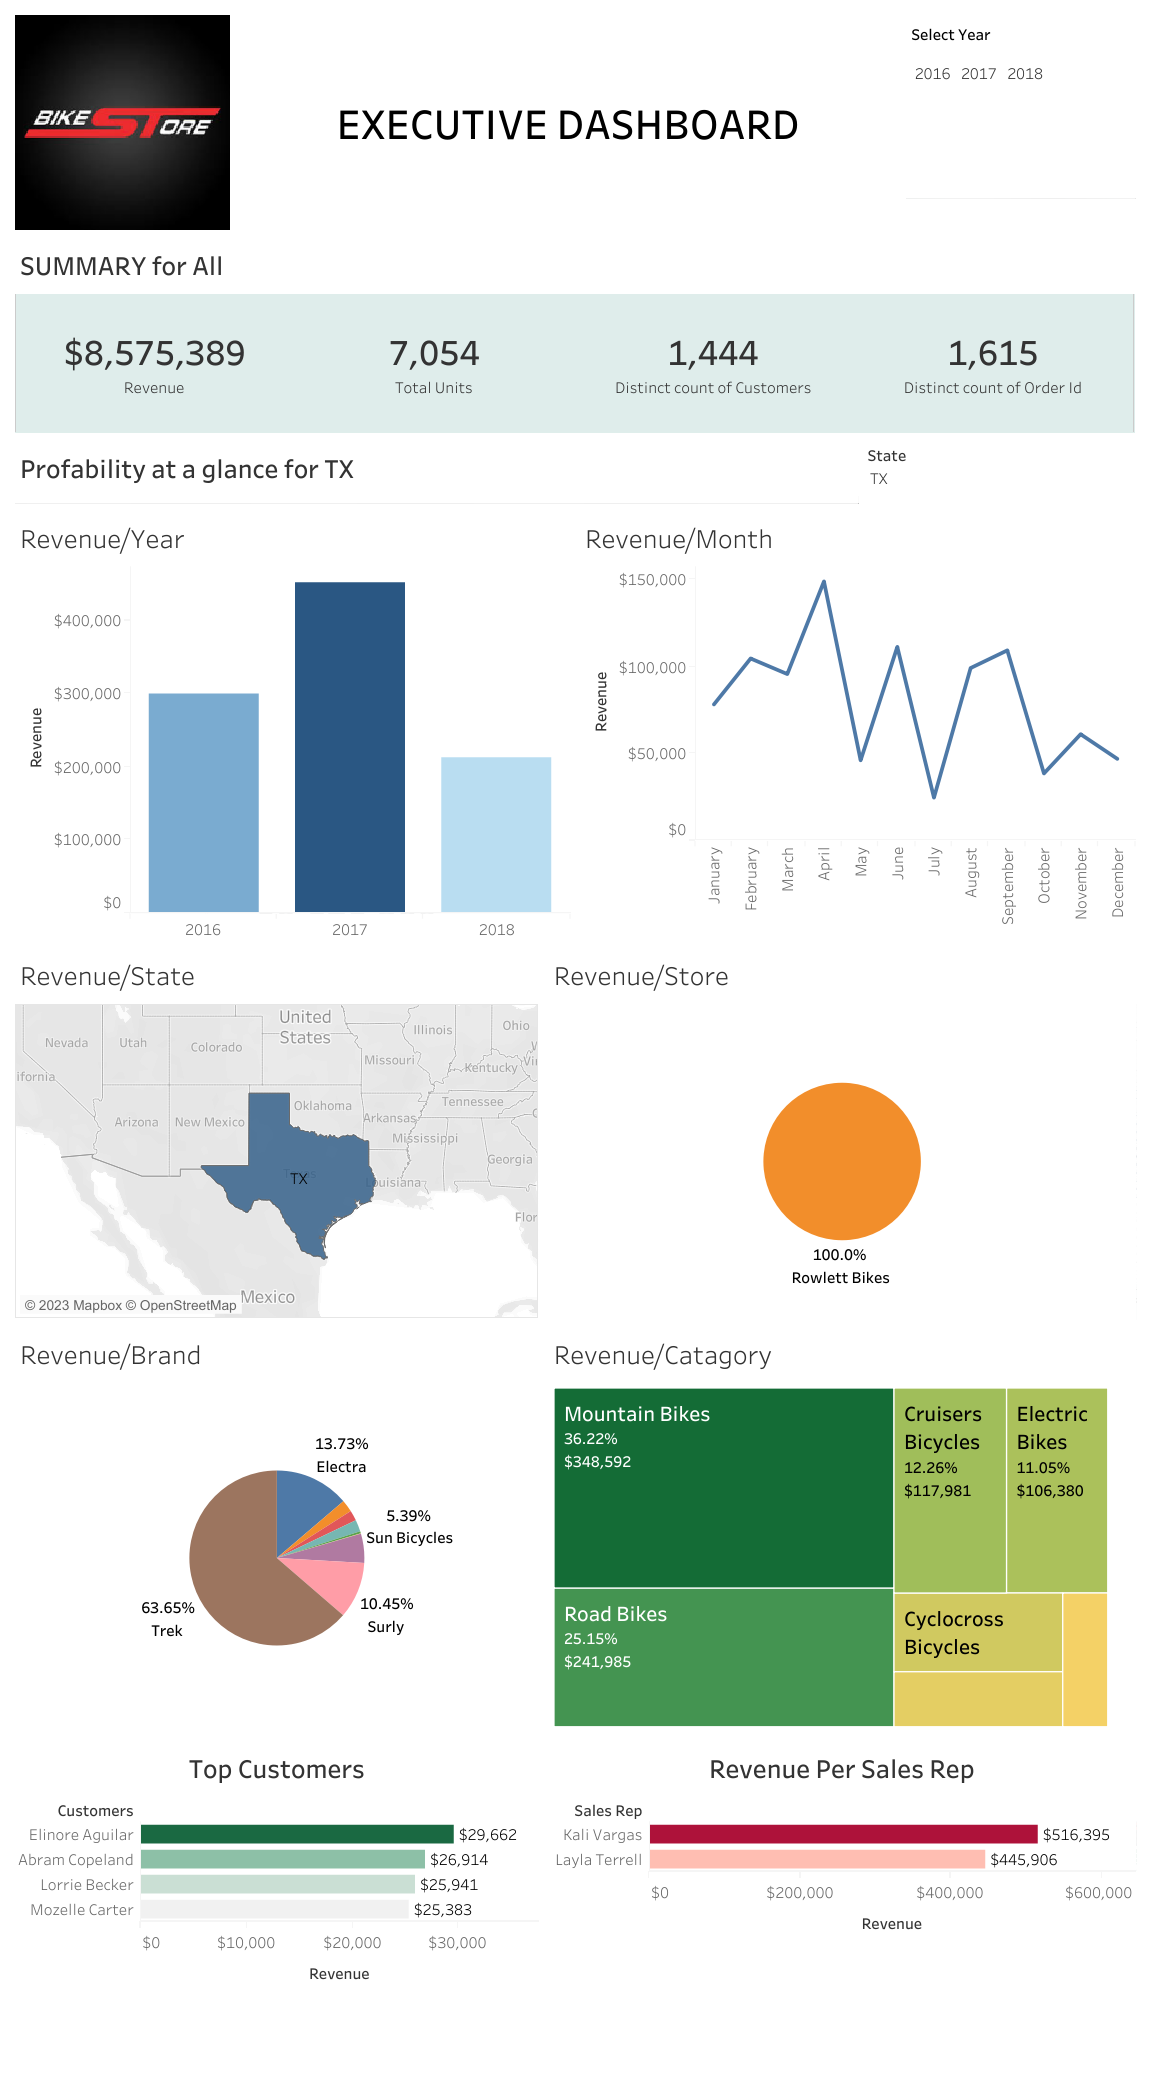 BIKE STORE
Select Year
2016 2017 2018
EXECUTIVE DASHBOARD
SUMMARY for All
$8,575,389 7,054 1,444 1,615
Revenue Total Units Distinct count of Customers Distinct count of Order Id
Profability at a glance for TX
State
TX
Revenue/Year
$400,000
$300,000
$200,000
$100,000
$0
Revenue
2016 2017 2018
Revenue/Month
$150,000
$100,000
$50,000
$0
Revenue
January February March April May June July August September October November December
Revenue/State
United
States
Illinois
Ohio
Nevada
Utah
Colorado
Missouri
Kentucky
Vi
ifornia
Oklahoma
Tennessee
Arizona
New Mexico
Arkansas
Mississippi
Georgia
TX
Louisiana
Flor
Mexico
© 2023 Mapbox © OpenStreetMap
Revenue/Store
100.0%
Rowlett Bikes
Revenue/Brand
13.73%
Electra
5.39%
Sun Bicycles
10.45%
Surly
63.65%
Trek
Revenue/Catagory
Mountain Bikes
36.22%
$348,592
Cruisers
Bicycles
12.26%
$117,981
Electric
Bikes
11.05%
$106,380
Road Bikes
25.15%
$241,985
Cyclocross
Bicycles
Top Customers
Customers
Elinore Aguilar $29,662
Abram Copeland $26,914
Lorrie Becker $25,941
Mozelle Carter $25,383
$0 $10,000 $20,000 $30,000
Revenue
Revenue Per Sales Rep
Sales Rep
Kali Vargas $516,395
Layla Terrell $445,906
$0 $200,000 $400,000 $600,000
Revenue